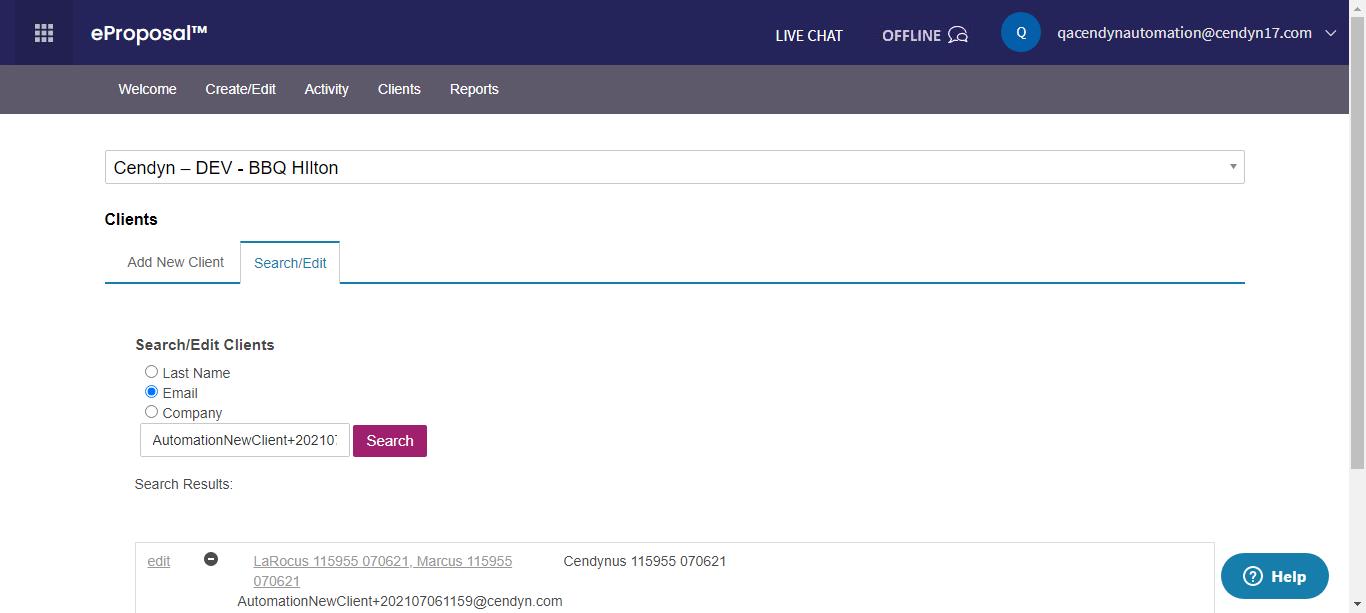 eProposal™
LIVE CHAT
OFFLINE
Q
qacendynautomation@cendyn17.com
Welcome
Create/Edit
Activity
Clients
Reports
Cendyn – DEV - BBQ HIlton
Clients
Add New Client
Search/Edit
Search/Edit Clients
Last Name
Email
Company
AutomationNewClient+20210
Search
Search Results:
edit
LaRocus 115955 070621, Marcus 115955
070621
Cendynus 115955 070621
AutomationNewClient+202107061159@cendyn.com
Help